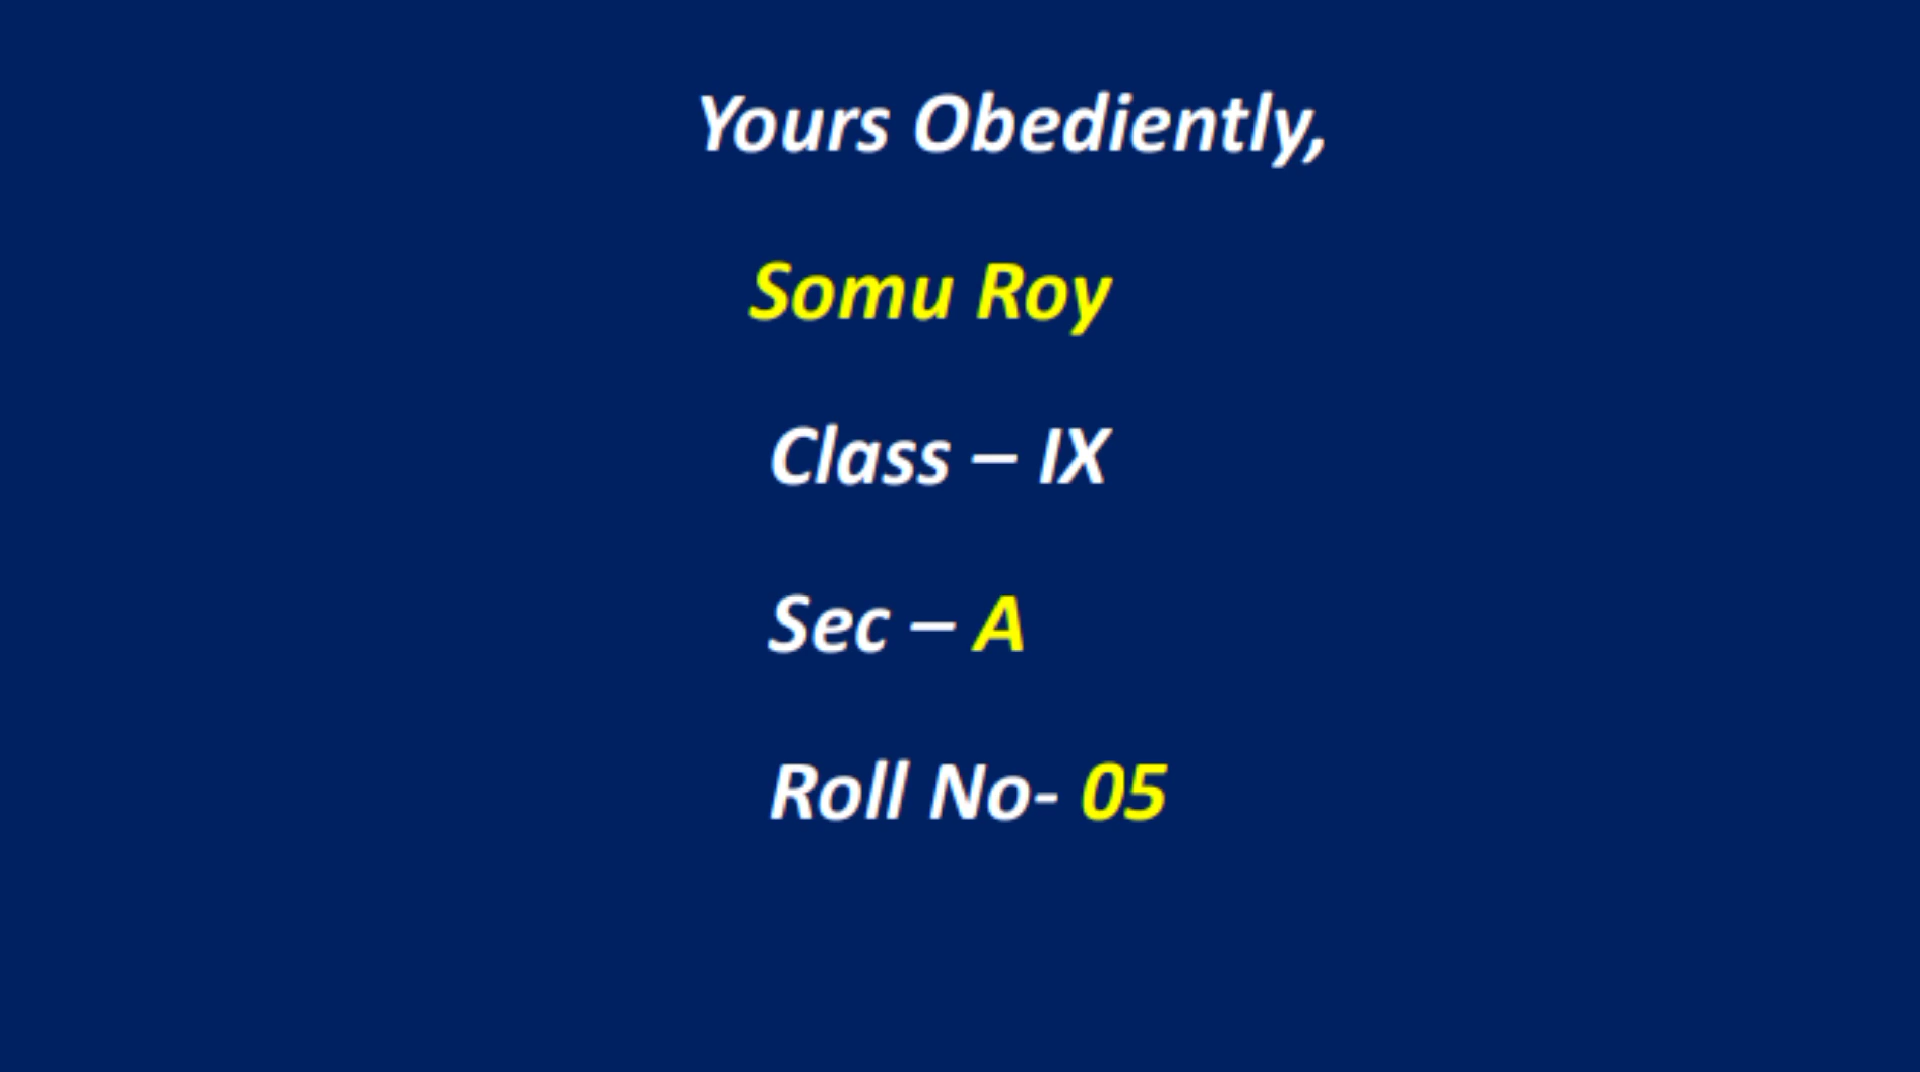 Yours Obediently,
Somu Roy
Class – IX
Sec – A
Roll No- 05